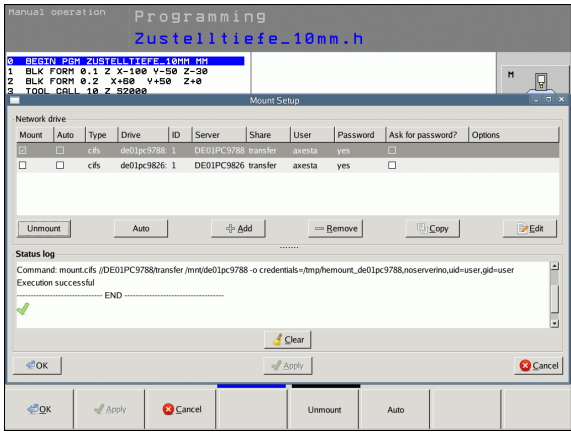 Manual operation
Programming
Zustelltiefe_10mm.h
0 BEGIN PGM ZUSTELLTIEFE_10MM MM
1 BLK FORM 0.1 Z X-100 Y-50 Z-30
2 BLK FORM 0.2 X+60 Y+50 Z+0
3 TOOL CALL 10 Z S2000
M
Mount Setup
Network drive
Mount Auto Type Drive ID Server Share User Password Ask for password? Options
cifs de01pc9788: 1 DE01PC9788 transfer axesta yes
cifs de01pc9826: 1 DE01PC9826 transfer axesta yes
Unmount Auto Add Remove Copy Edit
Status log
Command: mount.cifs //DE01PC9788/transfer /mnt/de01pc9788 -o credentials=/tmp/hemount_de01pc9788,noserverino,uid=user,gid=user
Execution successful
------------------------------ END -----------------------------------
Clear
OK Apply Cancel
OK Apply Cancel Unmount Auto